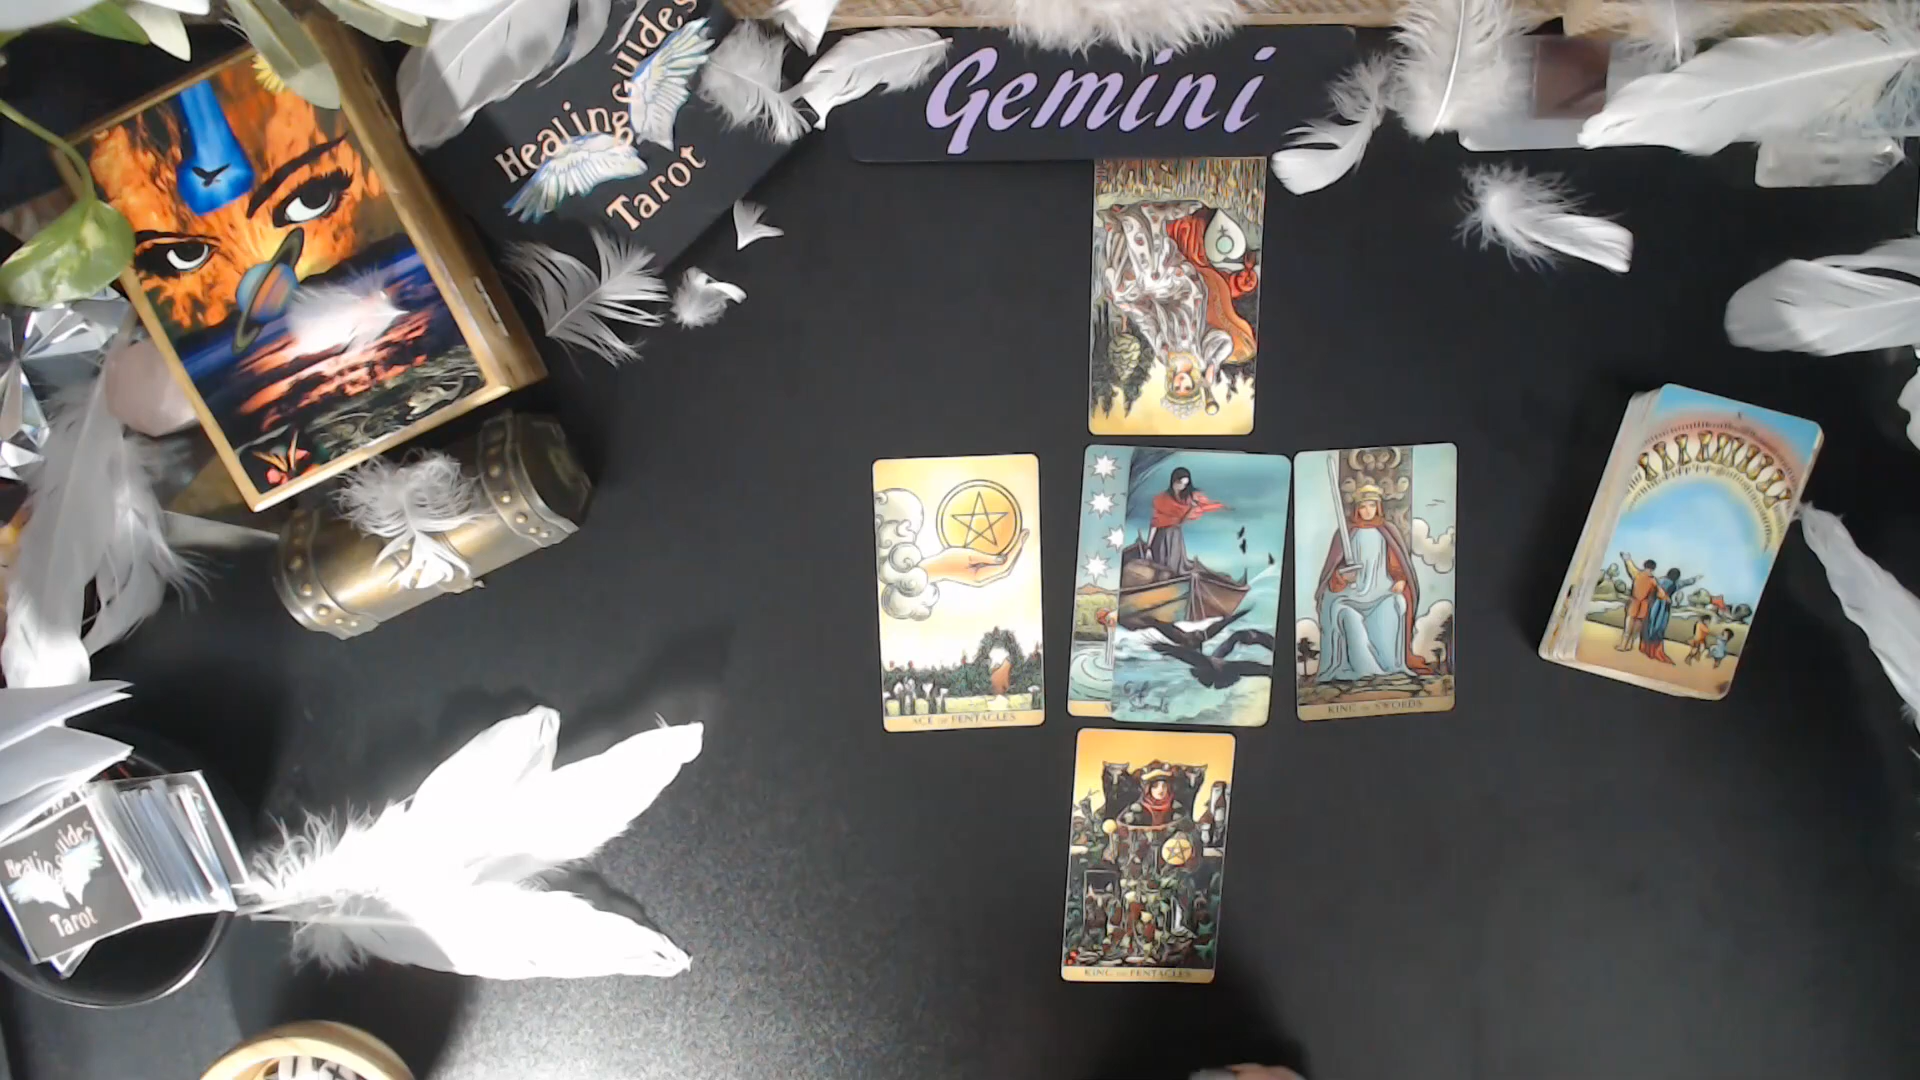 Gemini
Healing
Guides
Tarot
ACE OF PENTACLES
KING OF SWORDS
KING OF PENTACLES
Healing
Guides
Tarot